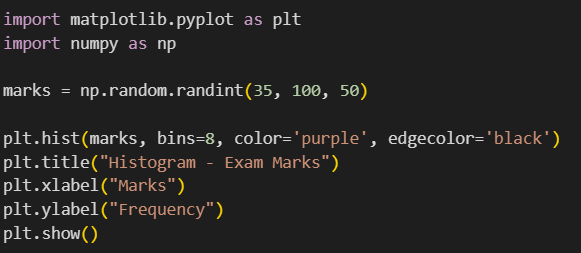 import matplotlib.pyplot as plt
import numpy as np
marks = np.random.randint(35, 100, 50)
plt.hist(marks, bins=8, color='purple', edgecolor='black')
plt.title("Histogram - Exam Marks")
plt.xlabel("Marks")
plt.ylabel("Frequency")
plt.show()